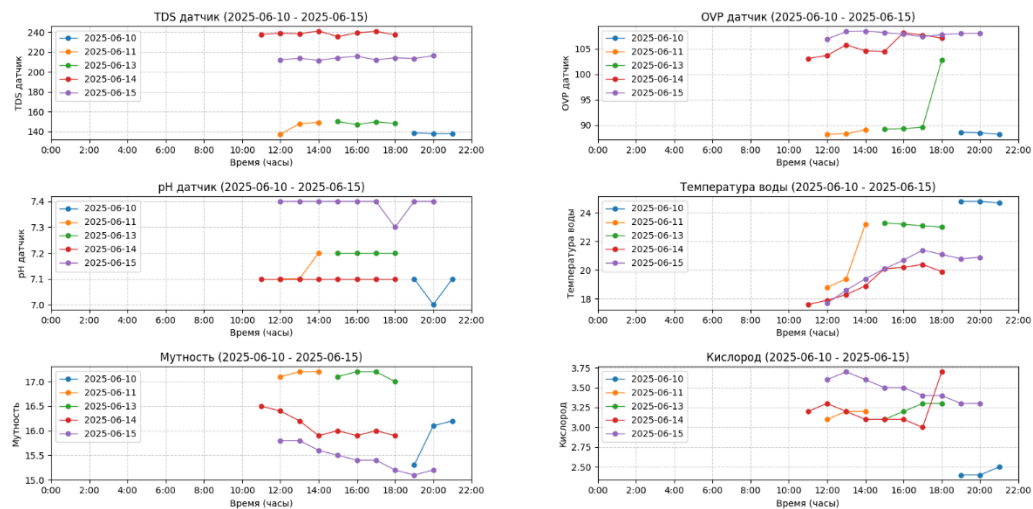 TDS датчик (2025-06-10 - 2025-06-15)
TDS датчик
240
220
200
180
160
140
2025-06-10
2025-06-11
2025-06-13
2025-06-14
2025-06-15
0:00 2:00 4:00 6:00 8:00 10:00 12:00 14:00 16:00 18:00 20:00 22:00
Время (часы)
OVP датчик (2025-06-10 - 2025-06-15)
OVP датчик
105
100
95
90
2025-06-10
2025-06-11
2025-06-13
2025-06-14
2025-06-15
0:00 2:00 4:00 6:00 8:00 10:00 12:00 14:00 16:00 18:00 20:00 22:00
Время (часы)
pH датчик (2025-06-10 - 2025-06-15)
pH датчик
7.4
7.3
7.2
7.1
7.0
2025-06-10
2025-06-11
2025-06-13
2025-06-14
2025-06-15
0:00 2:00 4:00 6:00 8:00 10:00 12:00 14:00 16:00 18:00 20:00 22:00
Время (часы)
Температура воды (2025-06-10 - 2025-06-15)
Температура воды
24
22
20
18
2025-06-10
2025-06-11
2025-06-13
2025-06-14
2025-06-15
0:00 2:00 4:00 6:00 8:00 10:00 12:00 14:00 16:00 18:00 20:00 22:00
Время (часы)
Мутность (2025-06-10 - 2025-06-15)
Мутность
17.0
16.5
16.0
15.5
15.0
2025-06-10
2025-06-11
2025-06-13
2025-06-14
2025-06-15
0:00 2:00 4:00 6:00 8:00 10:00 12:00 14:00 16:00 18:00 20:00 22:00
Время (часы)
Кислород (2025-06-10 - 2025-06-15)
Кислород
3.75
3.50
3.25
3.00
2.75
2.50
2025-06-10
2025-06-11
2025-06-13
2025-06-14
2025-06-15
0:00 2:00 4:00 6:00 8:00 10:00 12:00 14:00 16:00 18:00 20:00 22:00
Время (часы)